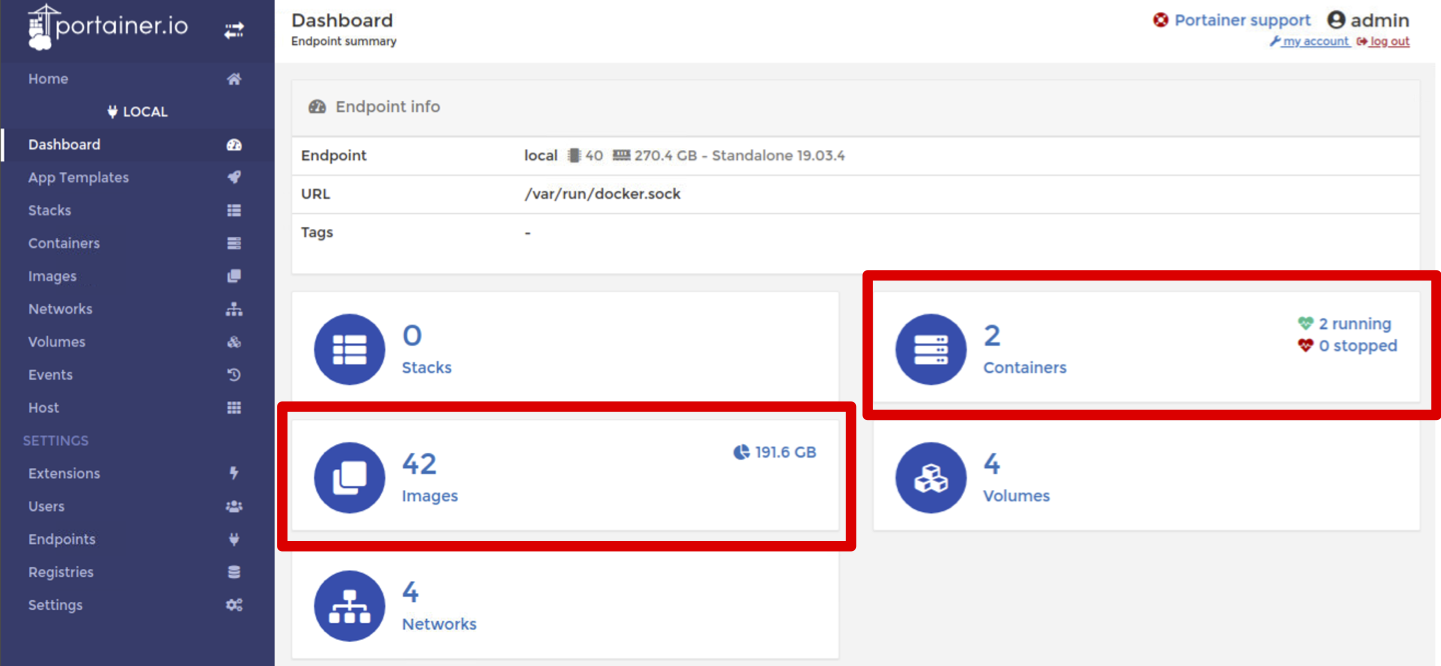 portainer.io
Home
LOCAL
Dashboard
App Templates
Stacks
Containers
Images
Networks
Volumes
Events
Host
SETTINGS
Extensions
Users
Endpoints
Registries
Settings
Dashboard
Endpoint summary
Portainer support admin
my account log out
Endpoint info
Endpoint local 40 270.4 GB - Standalone 19.03.4
URL /var/run/docker.sock
Tags -
0
Stacks
2
Containers
2 running
0 stopped
42
Images
191.6 GB
4
Volumes
4
Networks